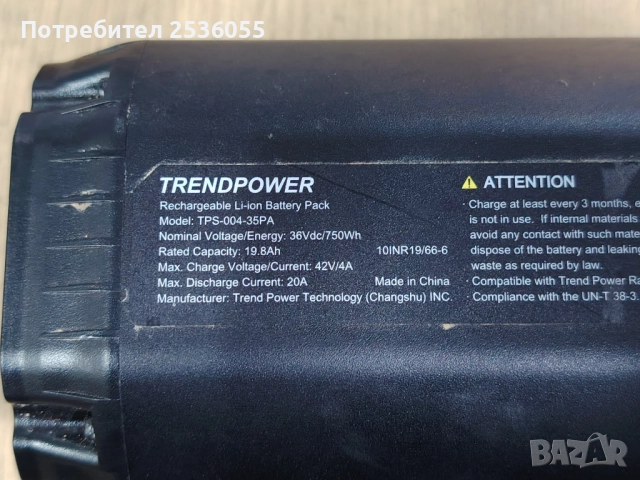 Потребител 2536055
TRENDPOWER
Rechargeable Li-ion Battery Pack
Model: TPS-004-35PA
Nominal Voltage/Energy: 36Vdc/750Wh
Rated Capacity: 19.8Ah 10INR19/66-6
Max. Charge Voltage/Current: 42V/4A
Max. Discharge Current: 20A Made in China
Manufacturer: Trend Power Technology (Changshu) INC.
⚠ ATTENTION
· Charge at least every 3 months, e
is not in use. If internal materials
avoid any contact with such mate
dispose of the battery and leaking
waste as required by law.
· Compatible with Trend Power Ra
· Compliance with the UN-T 38-3.
BAZAR